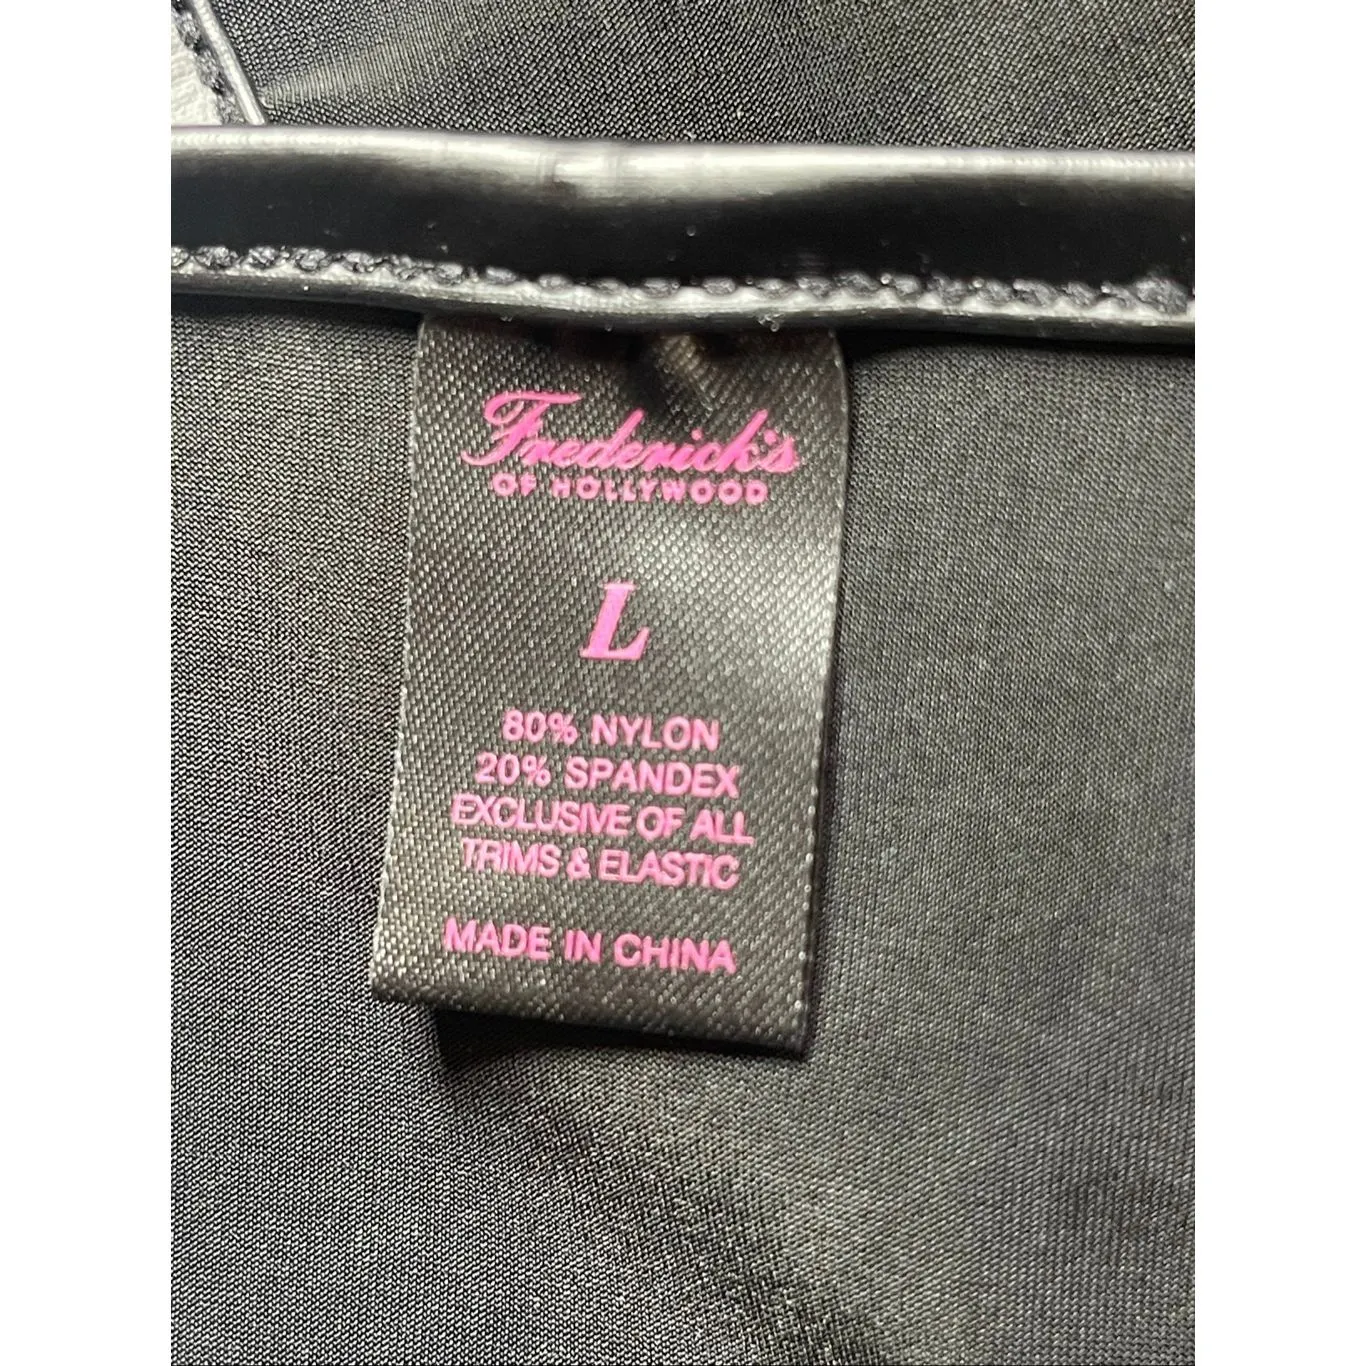 Frederick's
OF HOLLYWOOD
L
80% NYLON
20% SPANDEX
EXCLUSIVE OF ALL
TRIMS & ELASTIC
MADE IN CHINA